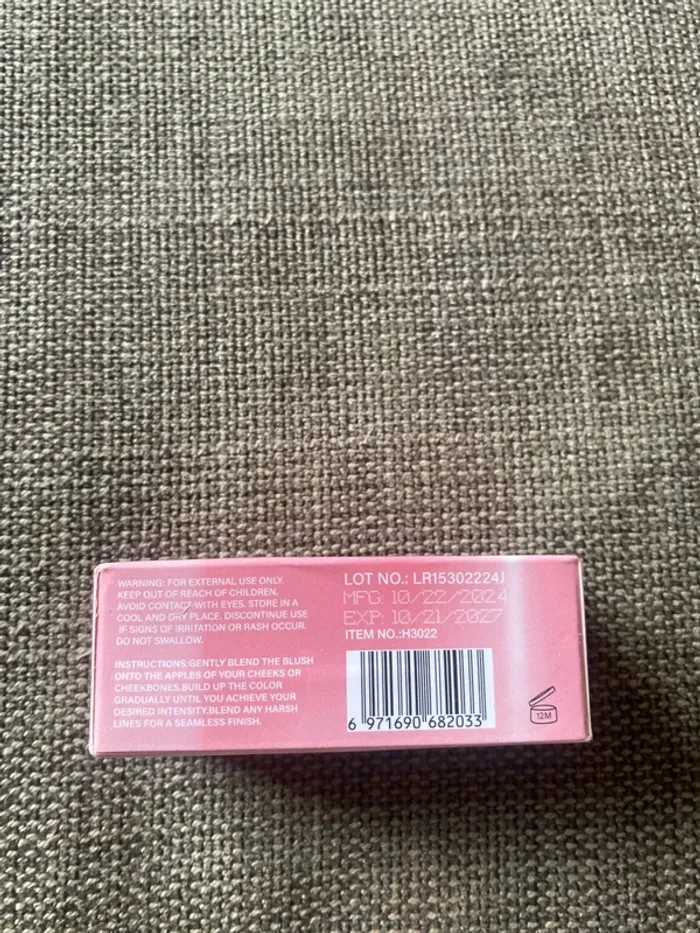 WARNING: FOR EXTERNAL USE ONLY.
KEEP OUT OF REACH OF CHILDREN.
AVOID CONTACT WITH EYES. STORE IN A
COOL AND DRY PLACE. DISCONTINUE USE
IF SIGNS OF IRRITATION OR RASH OCCUR.
DO NOT SWALLOW.
INSTRUCTIONS:GENTLY BLEND THE BLUSH
ONTO THE APPLES OF YOUR CHEEKS OR
CHEEKBONES.BUILD UP THE COLOR
GRADUALLY UNTIL YOU ACHIEVE YOUR
DESIRED INTENSITY.BLEND ANY HARSH
LINES FOR A SEAMLESS FINISH.
LOT NO.: LR15302224J
MFG: 10/22/2024
EXP: 10/21/2027
ITEM NO.:H3022
6 971690 682033
12M